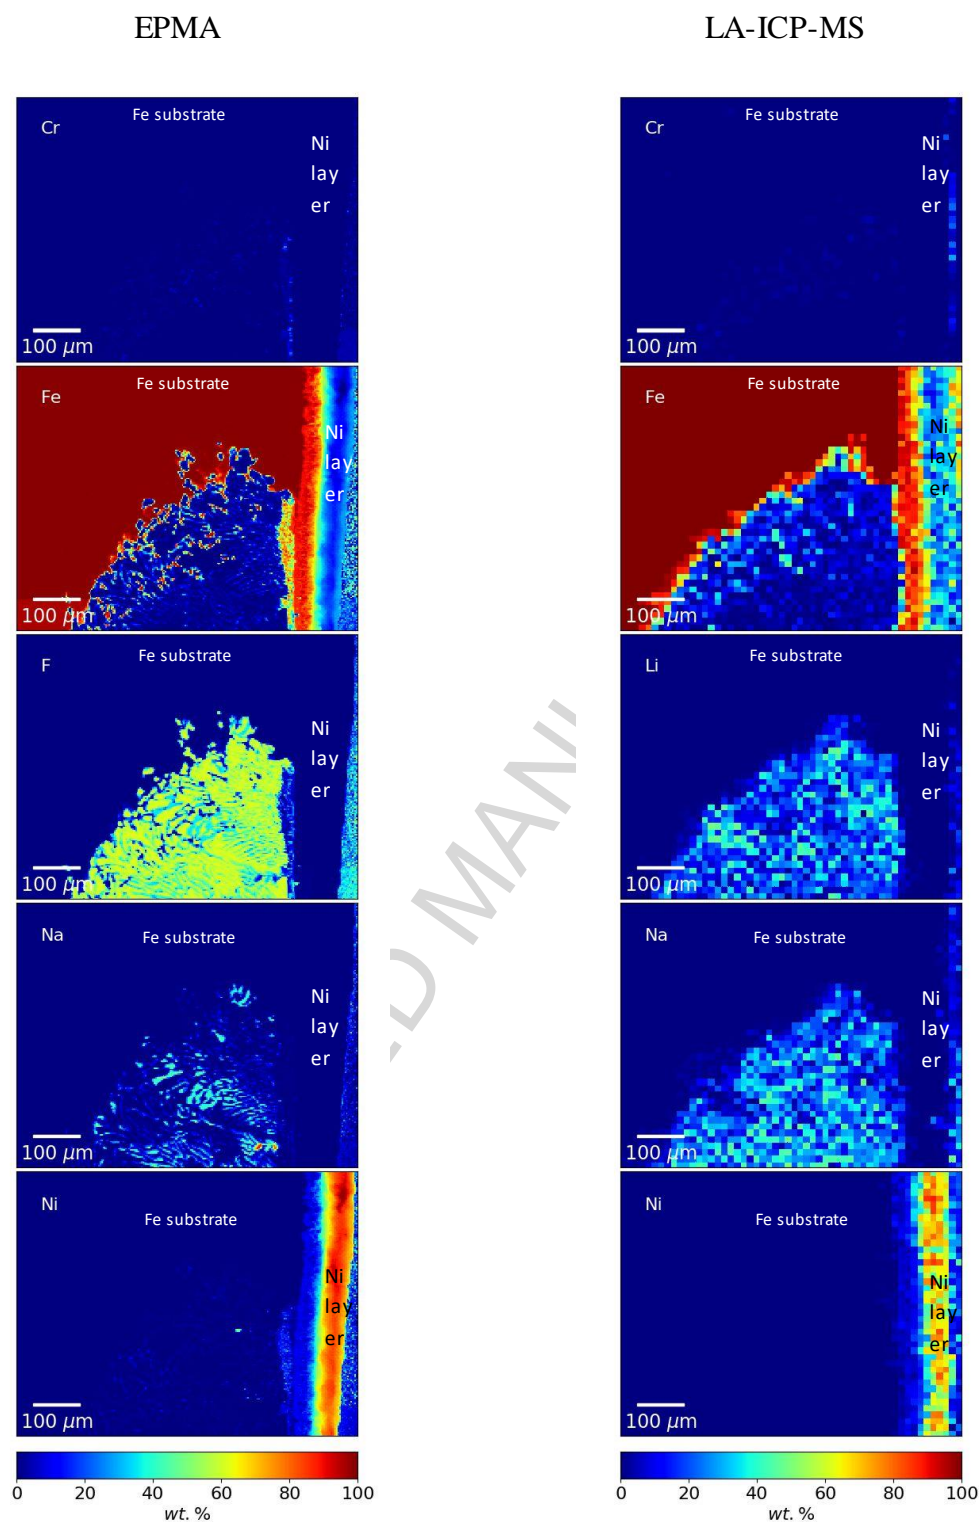 EPMA
LA-ICP-MS
Cr
Fe substrate
Ni
lay
er
100 μm
Cr
Fe substrate
Ni
lay
er
100 μm
Fe
Fe substrate
Ni
lay
er
100 μm
Fe
Fe substrate
Ni
lay
er
100 μm
F
Fe substrate
Ni
lay
er
100 μm
Li
Fe substrate
Ni
lay
er
100 μm
Na
Fe substrate
Ni
lay
er
100 μm
Na
Fe substrate
Ni
lay
er
100 μm
Ni
Fe substrate
Ni
lay
er
100 μm
Ni
Fe substrate
Ni
lay
er
100 μm
0 20 40 60 80 100
wt. %
0 20 40 60 80 100
wt. %